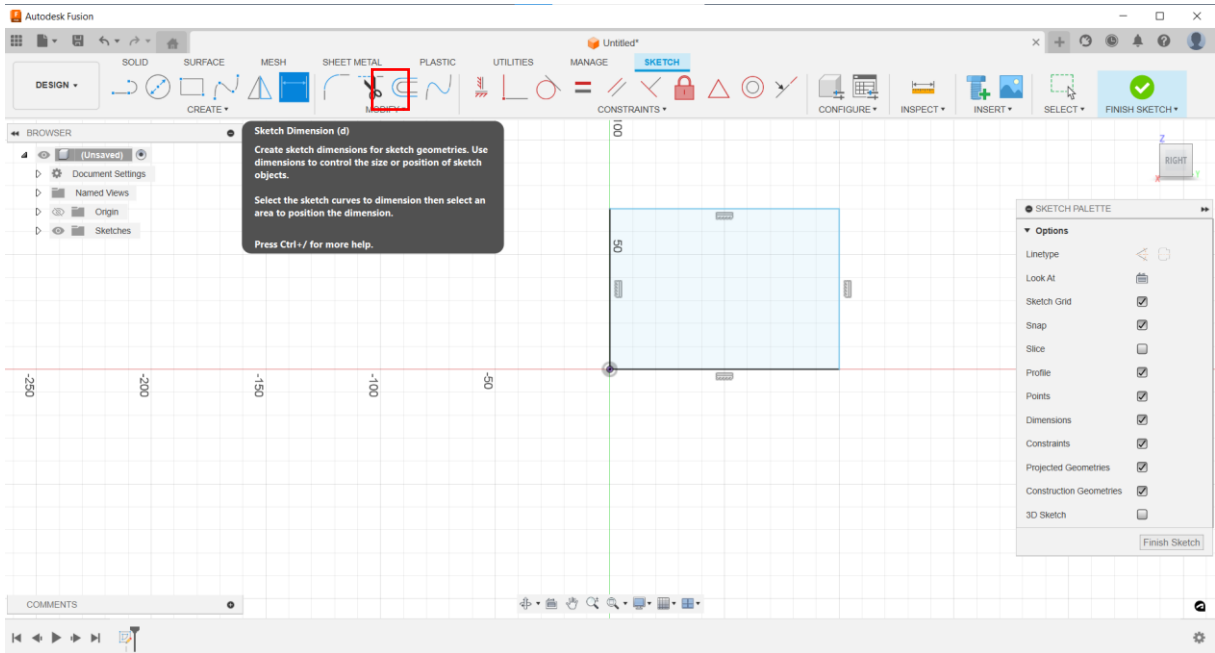 Autodesk Fusion
Untitled*
SOLID SURFACE MESH SHEET METAL PLASTIC UTILITIES MANAGE SKETCH
DESIGN
CREATE MODIFY CONSTRAINTS CONFIGURE INSPECT INSERT SELECT FINISH SKETCH
BROWSER
(Unsaved)
Document Settings
Named Views
Origin
Sketches
Sketch Dimension (d)
Create sketch dimensions for sketch geometries. Use
dimensions to control the size or position of sketch
objects.
Select the sketch curves to dimension then select an
area to position the dimension.
Press Ctrl+/ for more help.
100
50
-250 -200 -150 -100 -50
Z
RIGHT
X Y
SKETCH PALETTE
Options
Linetype
Look At
Sketch Grid
Snap
Slice
Profile
Points
Dimensions
Constraints
Projected Geometries
Construction Geometries
3D Sketch
Finish Sketch
COMMENTS